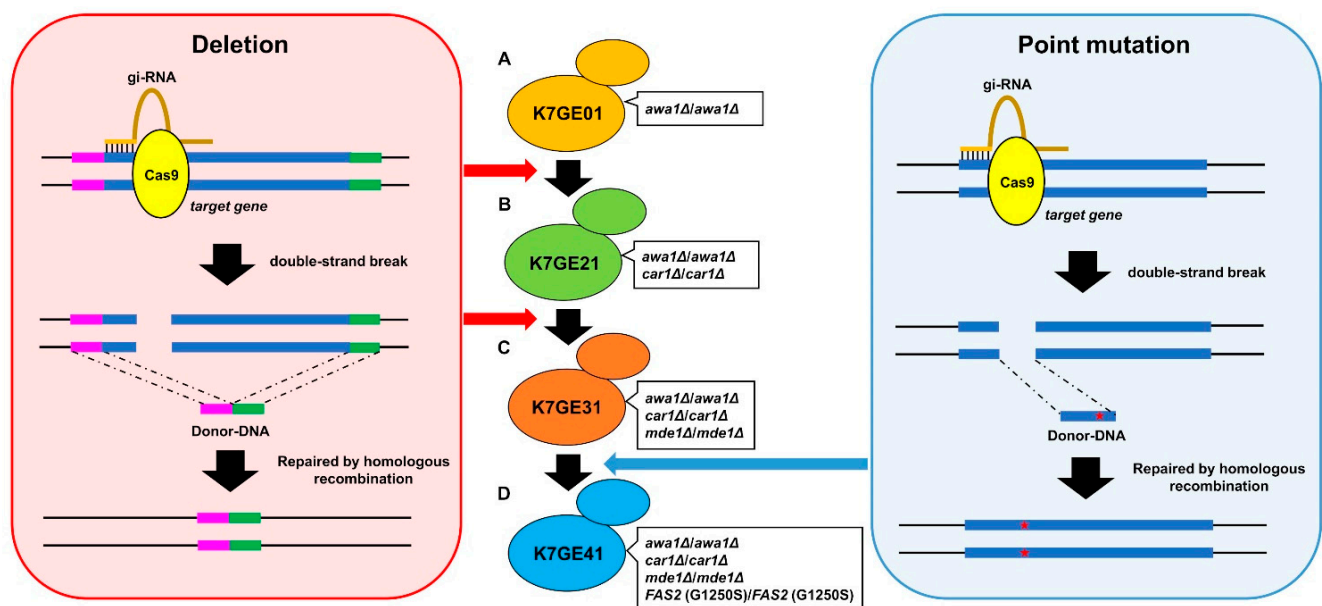 Deletion
gi-RNA
Cas9
target gene
double-strand break
Donor-DNA
Repaired by homologous
recombination
A
K7GE01
awa1Δ/awa1Δ
B
K7GE21
awa1Δ/awa1Δ
car1Δ/car1Δ
C
K7GE31
awa1Δ/awa1Δ
car1Δ/car1Δ
mde1Δ/mde1Δ
D
K7GE41
awa1Δ/awa1Δ
car1Δ/car1Δ
mde1Δ/mde1Δ
FAS2 (G1250S)/FAS2 (G1250S)
Point mutation
gi-RNA
Cas9
target gene
double-strand break
Donor-DNA
Repaired by homologous
recombination